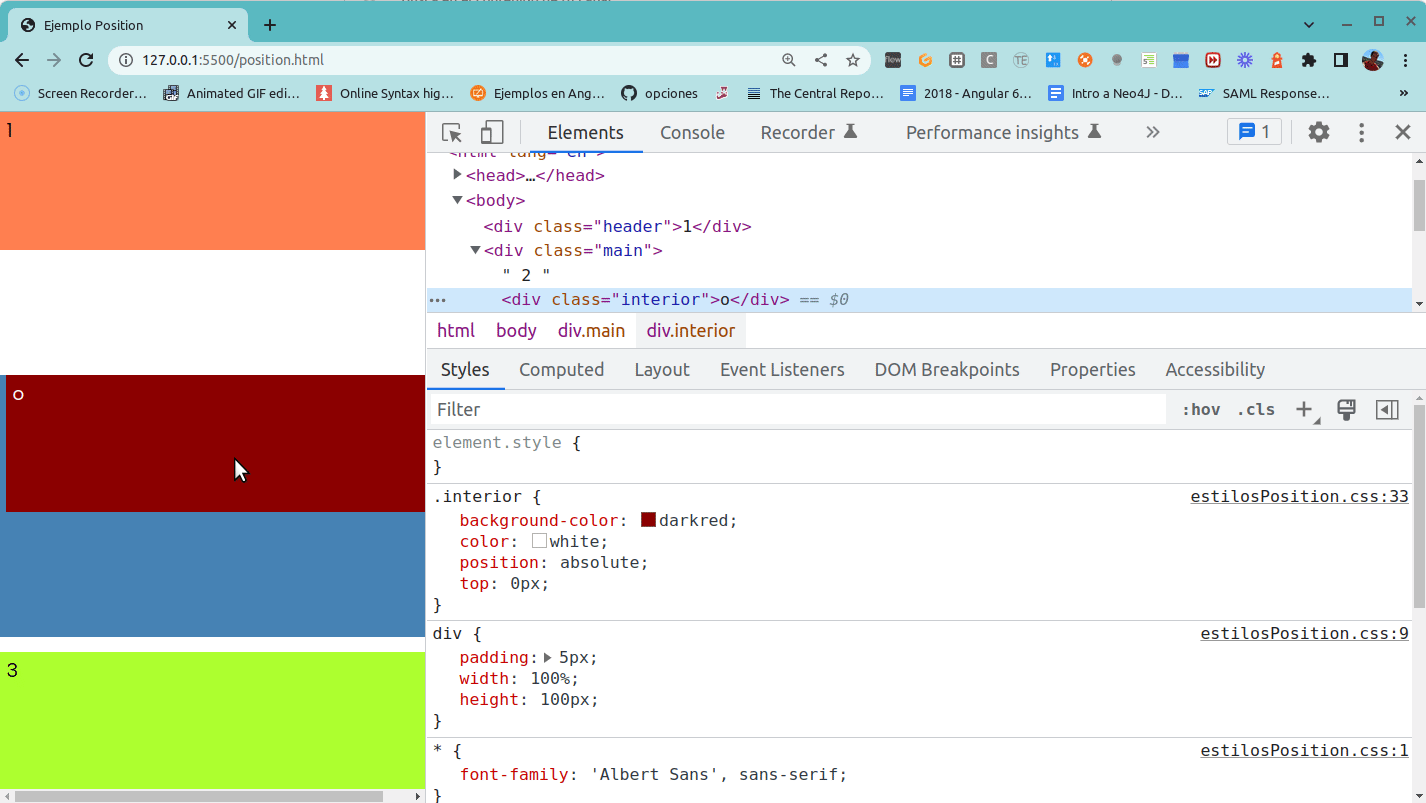 Ejemplo Position
127.0.0.1:5500/position.html
Screen Recorder… Animated GIF edi… Online Syntax hig… Ejemplos en Ang… opciones The Central Repo… 2018 - Angular 6… Intro a Neo4J - D… SAML Response… »
1
o
3
Elements Console Recorder Performance insights » 1
<html lang="en">
<head>…</head>
<body>
<div class="header">1</div>
<div class="main">
" 2 "
<div class="interior">o</div> == $0
html body div.main div.interior
Styles Computed Layout Event Listeners DOM Breakpoints Properties Accessibility
Filter :hov .cls
element.style {
}
.interior { estilosPosition.css:33
background-color: darkred;
color: white;
position: absolute;
top: 0px;
}
div { estilosPosition.css:9
padding: 5px;
width: 100%;
height: 100px;
}
* { estilosPosition.css:1
font-family: 'Albert Sans', sans-serif;
}